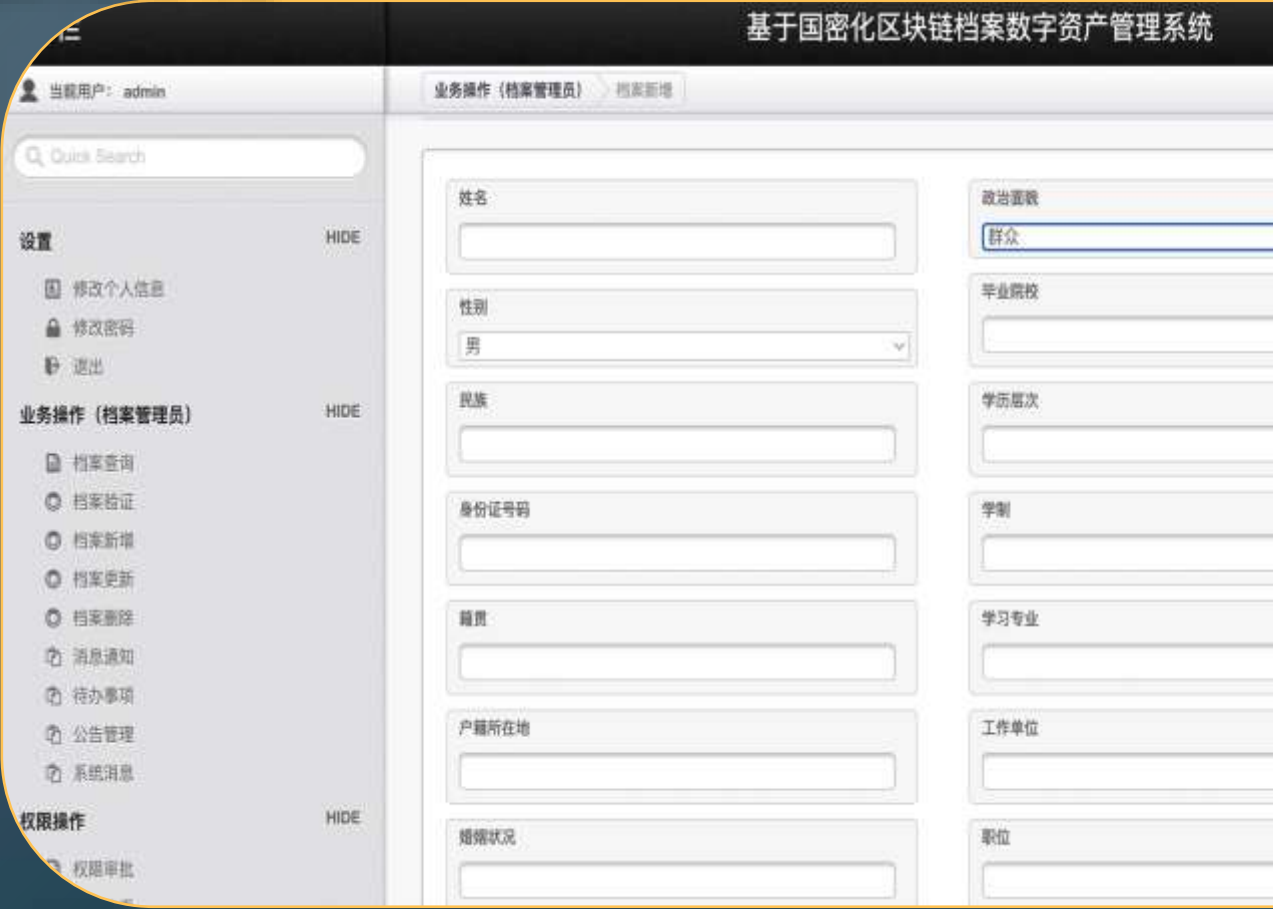 基于国密化区块链档案数字资产管理系统
当前用户： admin
业务操作（档案管理员）
档案新增
Quick Search
设置
HIDE
修改个人信息
修改密码
退出
业务操作（档案管理员）
HIDE
档案查询
档案验证
档案新增
档案更新
档案删除
消息通知
待办事项
公告管理
系统消息
权限操作
HIDE
权限审批
姓名
性别
男
民族
身份证号码
籍贯
户籍所在地
婚姻状况
政治面貌
群众
毕业院校
学历层次
学制
学习专业
工作单位
职位